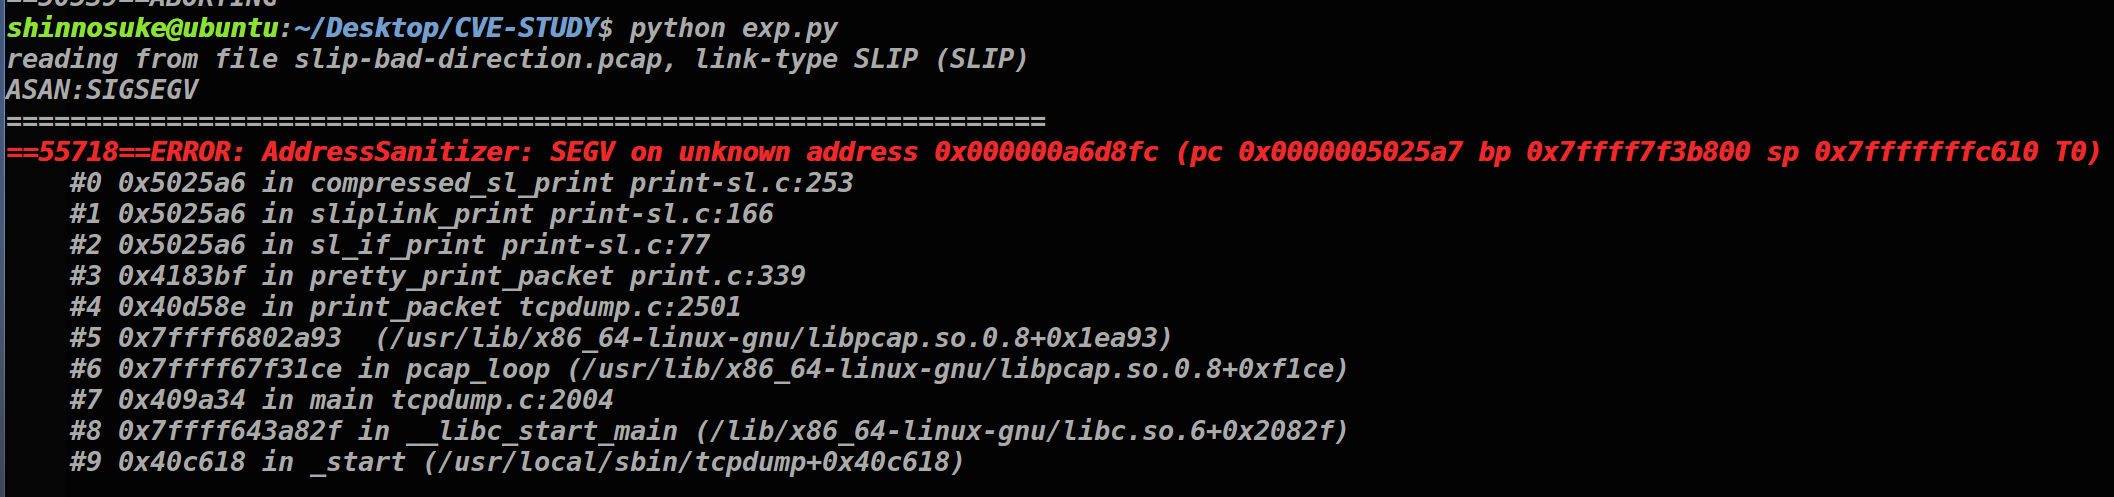 ==50539==ABORTING
shinnosuke@ubuntu:~/Desktop/CVE-STUDY$ python exp.py
reading from file slip-bad-direction.pcap, link-type SLIP (SLIP)
ASAN:SIGSEGV
=================================================================
==55718==ERROR: AddressSanitizer: SEGV on unknown address 0x000000a6d8fc (pc 0x0000005025a7 bp 0x7ffff7f3b800 sp 0x7fffffffc610 T0)
    #0 0x5025a6 in compressed_sl_print print-sl.c:253
    #1 0x5025a6 in sliplink_print print-sl.c:166
    #2 0x5025a6 in sl_if_print print-sl.c:77
    #3 0x4183bf in pretty_print_packet print.c:339
    #4 0x40d58e in print_packet tcpdump.c:2501
    #5 0x7ffff6802a93  (/usr/lib/x86_64-linux-gnu/libpcap.so.0.8+0x1ea93)
    #6 0x7ffff67f31ce in pcap_loop (/usr/lib/x86_64-linux-gnu/libpcap.so.0.8+0xf1ce)
    #7 0x409a34 in main tcpdump.c:2004
    #8 0x7ffff643a82f in __libc_start_main (/lib/x86_64-linux-gnu/libc.so.6+0x2082f)
    #9 0x40c618 in _start (/usr/local/sbin/tcpdump+0x40c618)